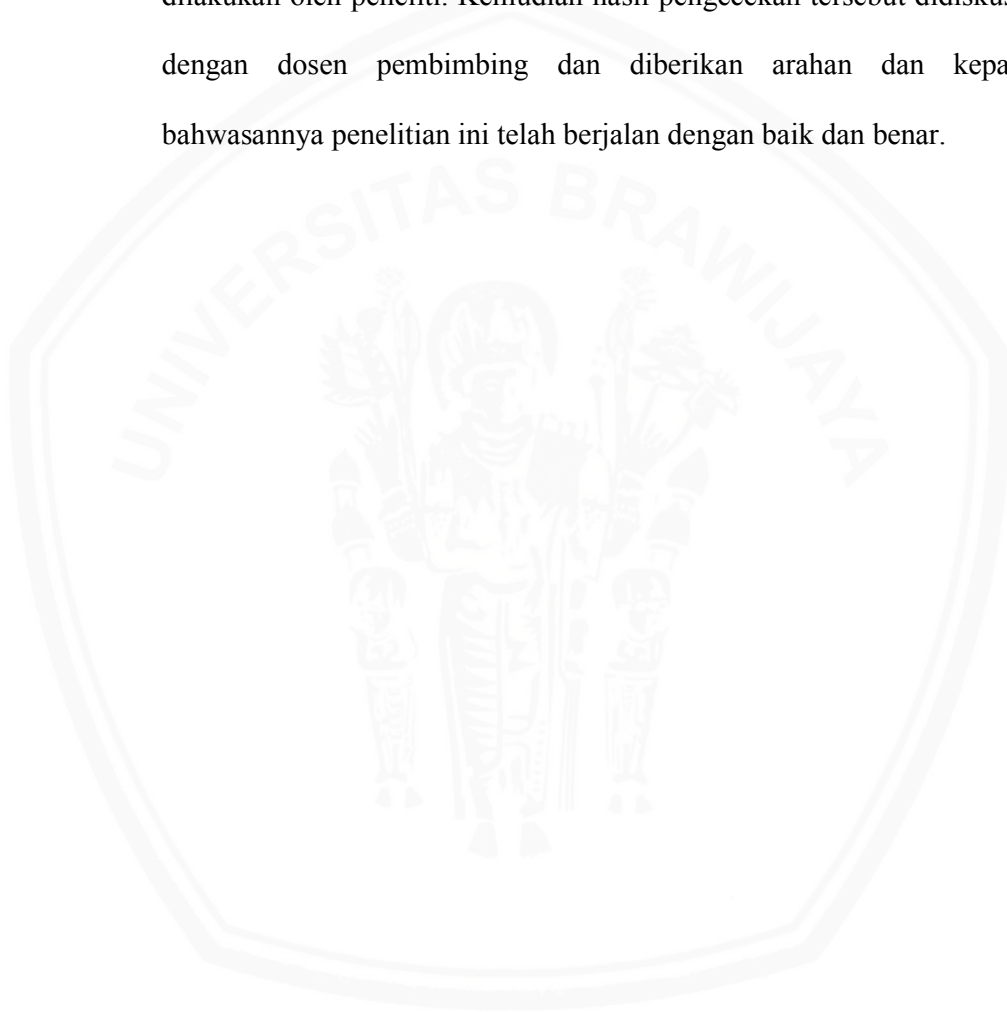 dilakukan oleh peneliti. Kemudian hasil pengecekan tersebut didiskus
dengan dosen pembimbing dan diberikan arahan dan kepa
bahwasannya penelitian ini telah berjalan dengan baik dan benar.
UNIVERSITAS BRAWIJAYA